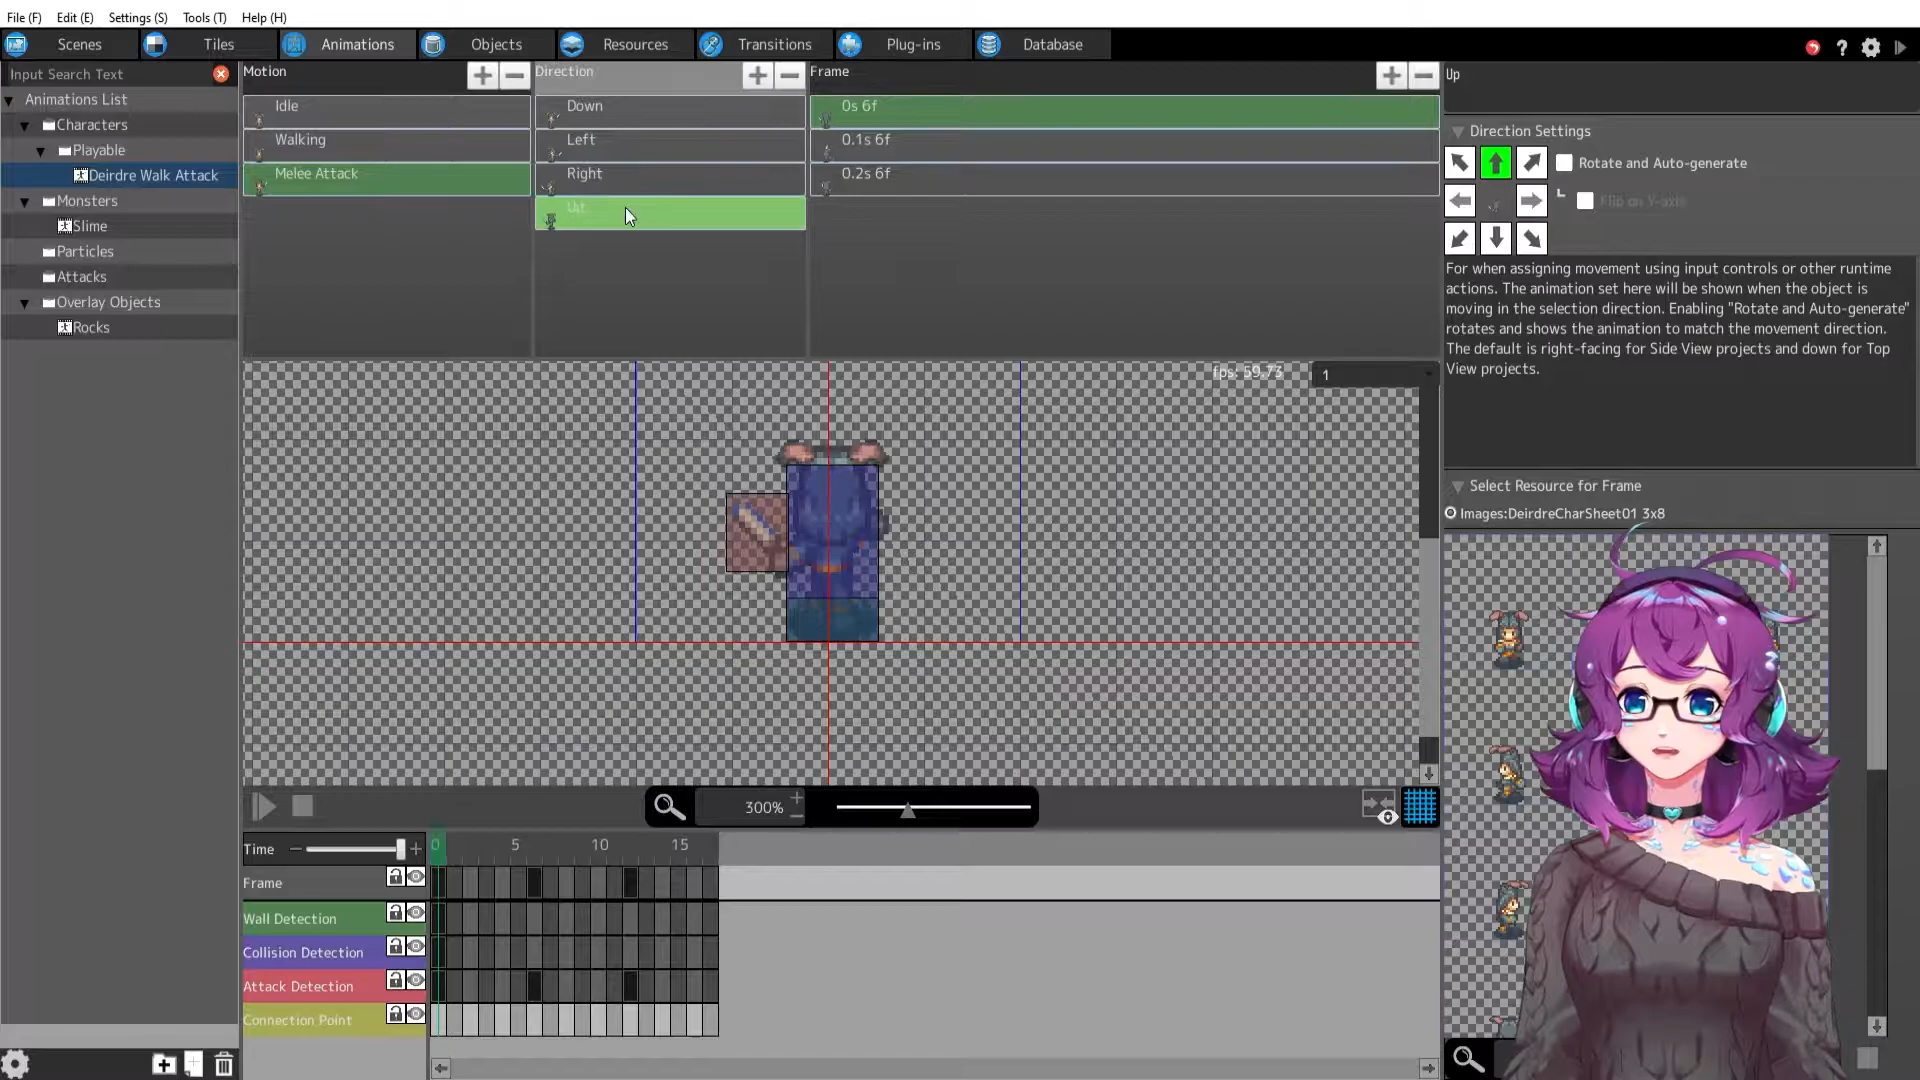 File (F) Edit (E) Settings (S) Tools (T) Help (H)
Scenes Tiles Animations Objects Resources Transitions Plug-ins Database
Input Search Text
Animations List
Characters
Playable
Deirdre Walk Attack
Monsters
Slime
Particles
Attacks
Overlay Objects
Rocks
Motion
Idle
Walking
Melee Attack
Direction
Down
Left
Right
Up
Frame
0s 6f
0.1s 6f
0.2s 6f
fps: 59.73
1
300%
Time
0 5 10 15
Frame
Wall Detection
Collision Detection
Attack Detection
Connection Point
Up
Direction Settings
Rotate and Auto-generate
Flip on Y-axis
For when assigning movement using input controls or other runtime
actions. The animation set here will be shown when the object is
moving in the selection direction. Enabling "Rotate and Auto-generate"
rotates and shows the animation to match the movement direction.
The default is right-facing for Side View projects and down for Top
View projects.
Select Resource for Frame
Images:DeirdreCharSheet01 3x8